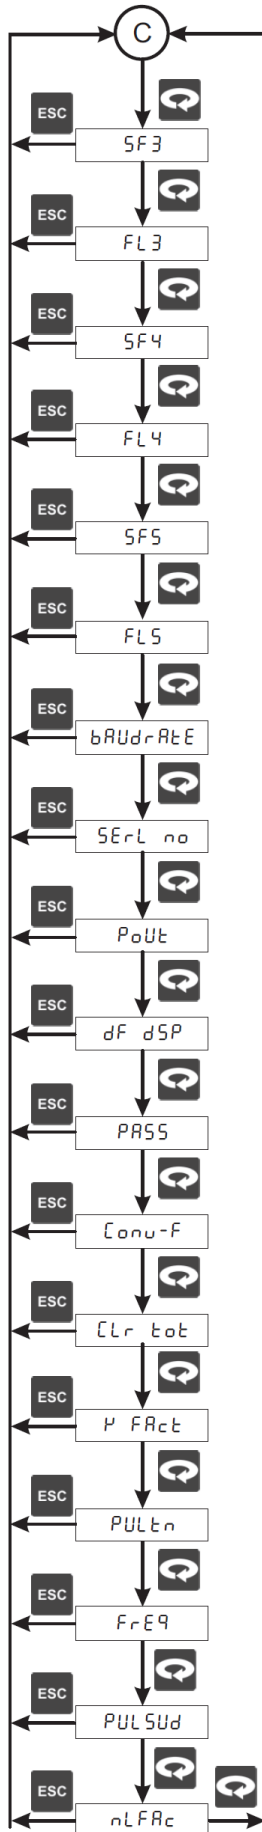 C
ESC
SF3
ESC
FL3
ESC
SF4
ESC
FL4
ESC
SF5
ESC
FL5
ESC
bAUdrAtE
ESC
SErL no
ESC
PoUt
ESC
dF dSP
ESC
PASS
ESC
Conv-F
ESC
CLr tot
ESC
K FAct
ESC
PULtn
ESC
FrEq
ESC
PULSUd
ESC
nLFAc